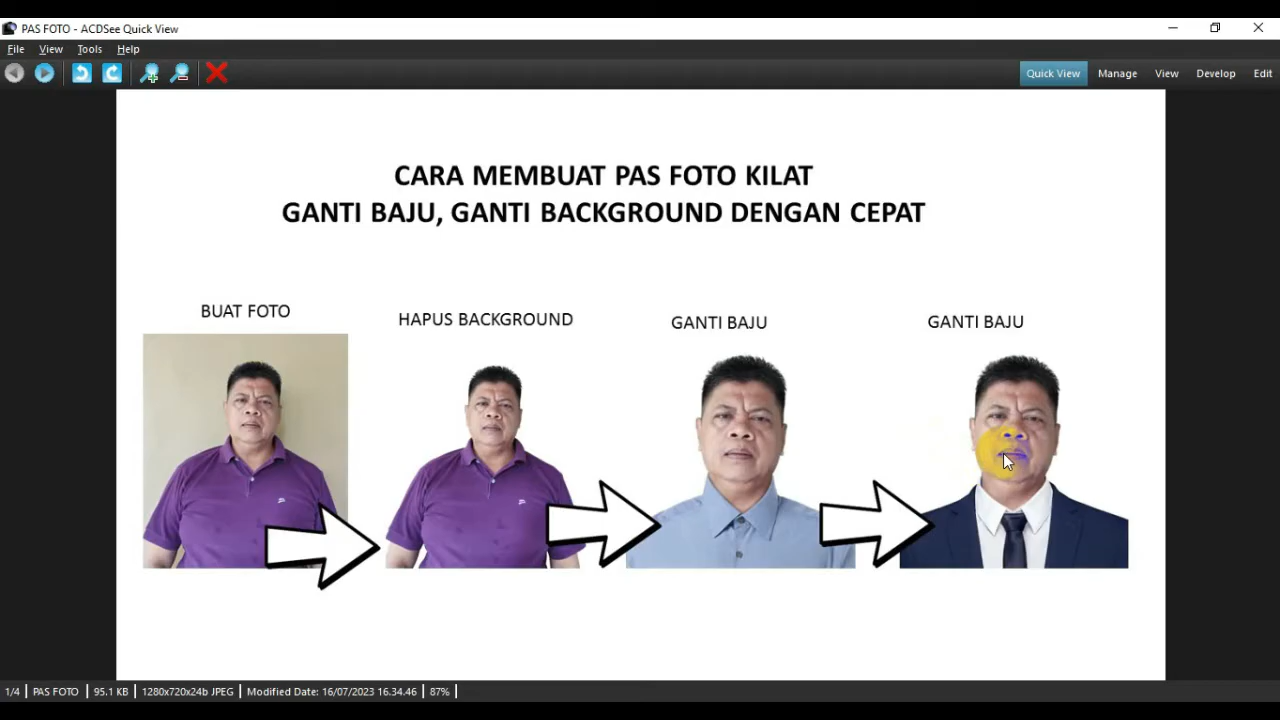 PAS FOTO - ACDSee Quick View
File View Tools Help
Quick View Manage View Develop Edit
CARA MEMBUAT PAS FOTO KILAT
GANTI BAJU, GANTI BACKGROUND DENGAN CEPAT
BUAT FOTO
HAPUS BACKGROUND
GANTI BAJU
GANTI BAJU
1/4 PAS FOTO 95.1 KB 1280x720x24b JPEG Modified Date: 16/07/2023 16.34.46 87%